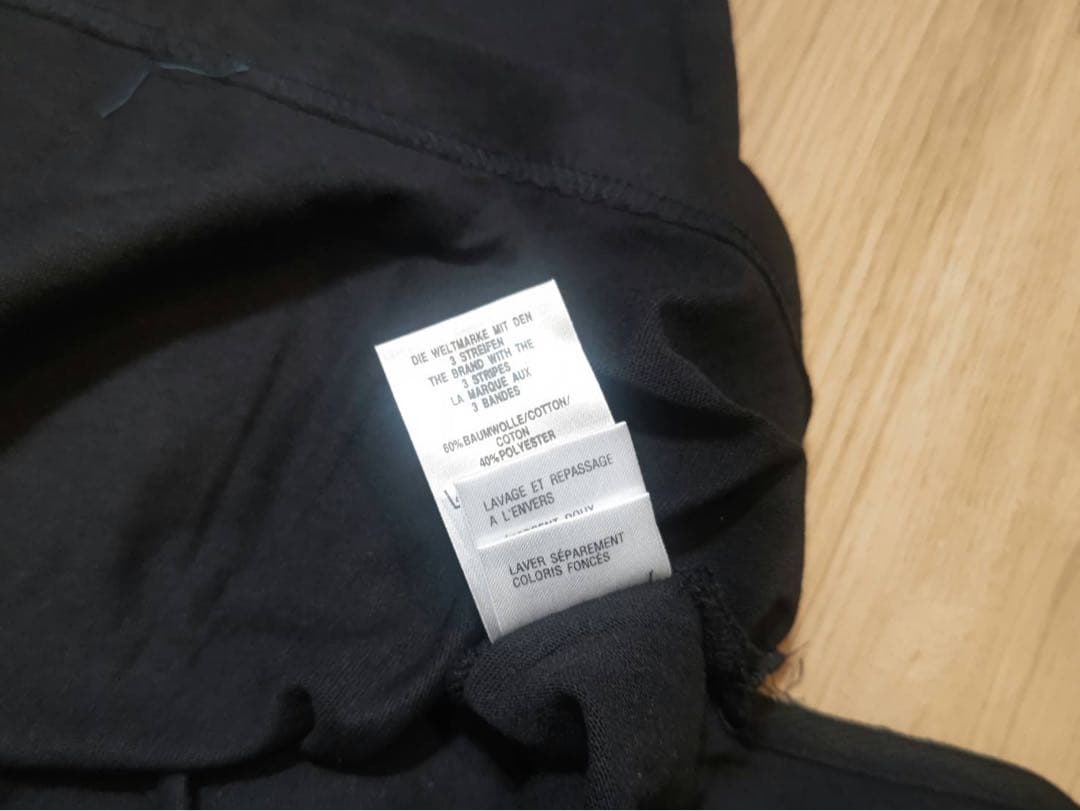 DIE WELTMARKE MIT DEN
3 STREIFEN
THE BRAND WITH THE
3 STRIPES
LA MARQUE AUX
3 BANDES
60%BAUMWOLLE/COTTON/
COTON
40%POLYESTER
LAVAGE ET REPASSAGE
A L'ENVERS
LAVER SÉPAREMENT
COLORIS FONCÉS